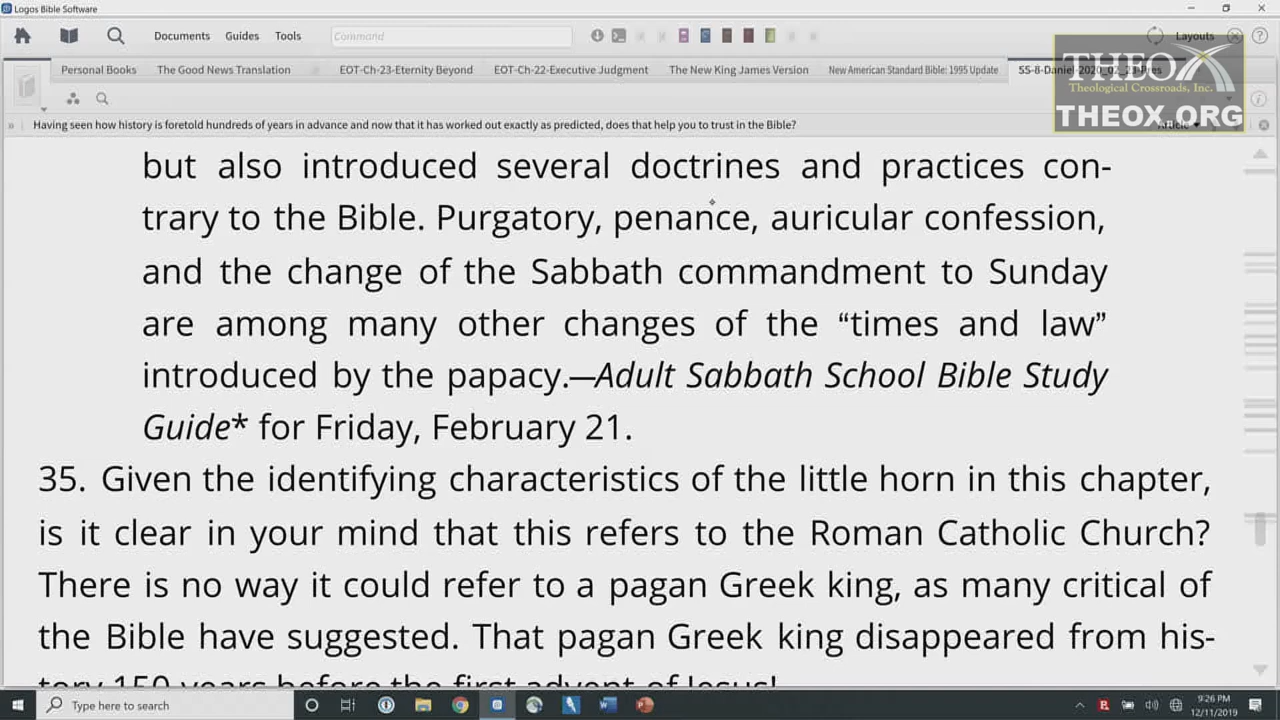 Logos Bible Software
Documents Guides Tools Command Layouts
Personal Books The Good News Translation EOT-Ch-22-Executive Judgment The New King James Version New American Standard Bible: 1995 Update
THEOX
Theological Crossroads, Inc.
THEOX.ORG
Having seen how history is foretold hundreds of years in advance and now that it has worked out exactly as predicted, does that help you to trust in the Bible?
but also introduced several doctrines and practices con-
trary to the Bible. Purgatory, penance, auricular confession,
and the change of the Sabbath commandment to Sunday
are among many other changes of the “times and law”
introduced by the papacy.—Adult Sabbath School Bible Study
Guide* for Friday, February 21.
35. Given the identifying characteristics of the little horn in this chapter,
is it clear in your mind that this refers to the Roman Catholic Church?
There is no way it could refer to a pagan Greek king, as many critical of
the Bible have suggested. That pagan Greek king disappeared from his-
tory 150 years before the first advent of Jesus!
Type here to search
9:26 PM
12/11/2019